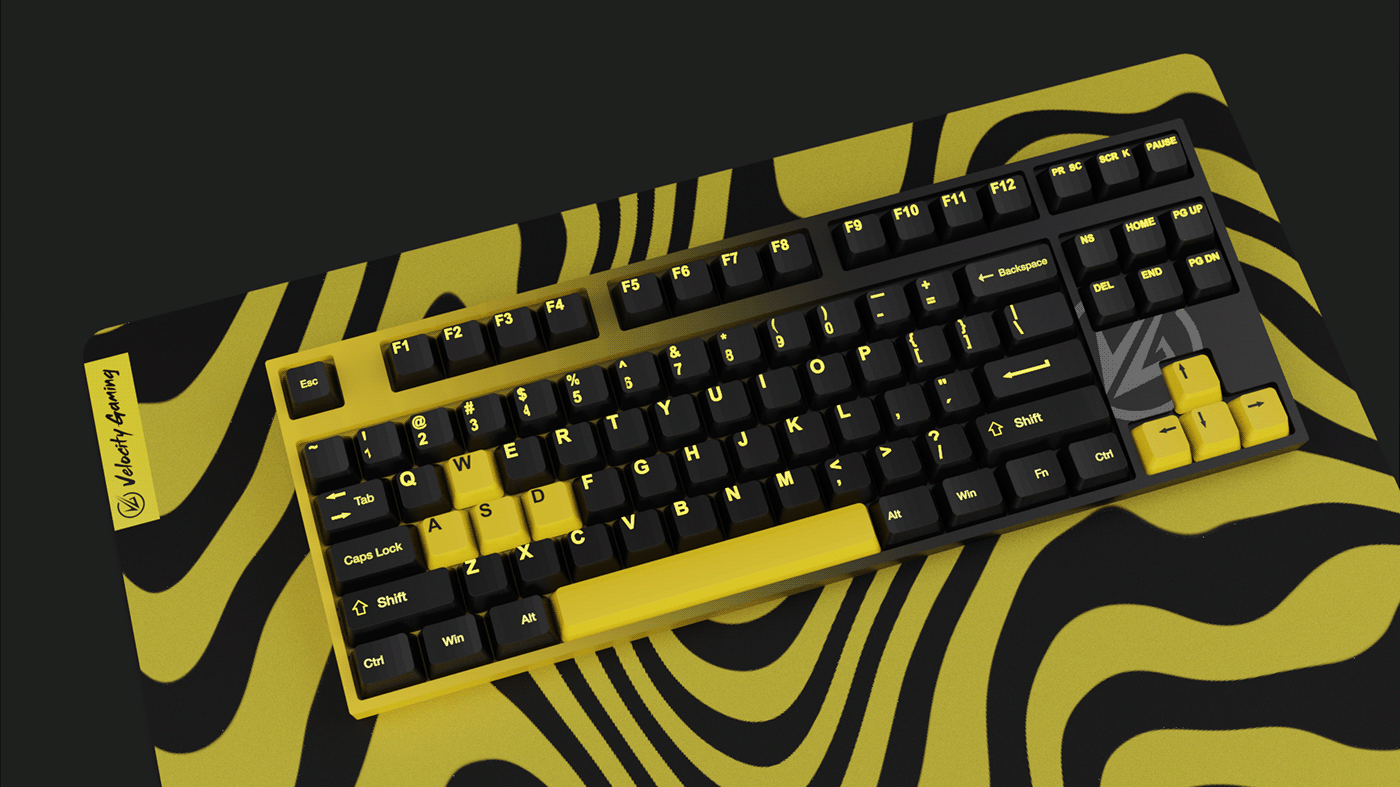 Velocity Gaming
Esc F1 F2 F3 F4 F5 F6 F7 F8 F9 F10 F11 F12 PR SC SCR K PAUSE
~ ! 1 @ 2 # 3 $ 4 % 5 ^ 6 & 7 * 8 ( 9 ) 0 — - + = ← Backspace NS HOME PG UP
Tab Q W E R T Y U I O P { [ } ] | \ DEL END PG DN
Caps Lock A S D F G H J K L , " ,
Shift Z X C V B N M < , > ? / Shift ↑
Ctrl Win Alt Alt Win Fn Ctrl ← ↓ →